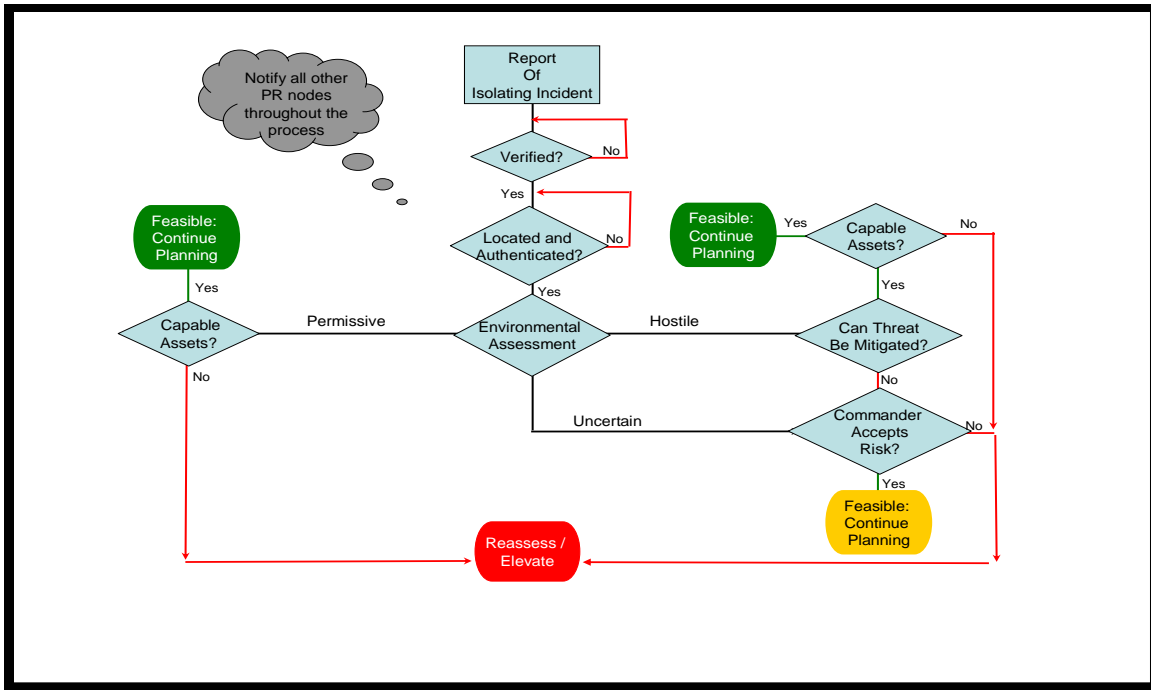 Report
Of
Isolating Incident
Notify all other
PR nodes
throughout the
process
Verified?
No
Yes
Located and
Authenticated?
No
Yes
Feasible:
Continue
Planning
Yes
Capable
Assets?
No
Permissive
Environmental
Assessment
Hostile
Uncertain
Feasible:
Continue
Planning
Yes
Capable
Assets?
No
Yes
Can Threat
Be Mitigated?
No
Commander
Accepts
Risk?
No
Yes
Feasible:
Continue
Planning
Reassess /
Elevate